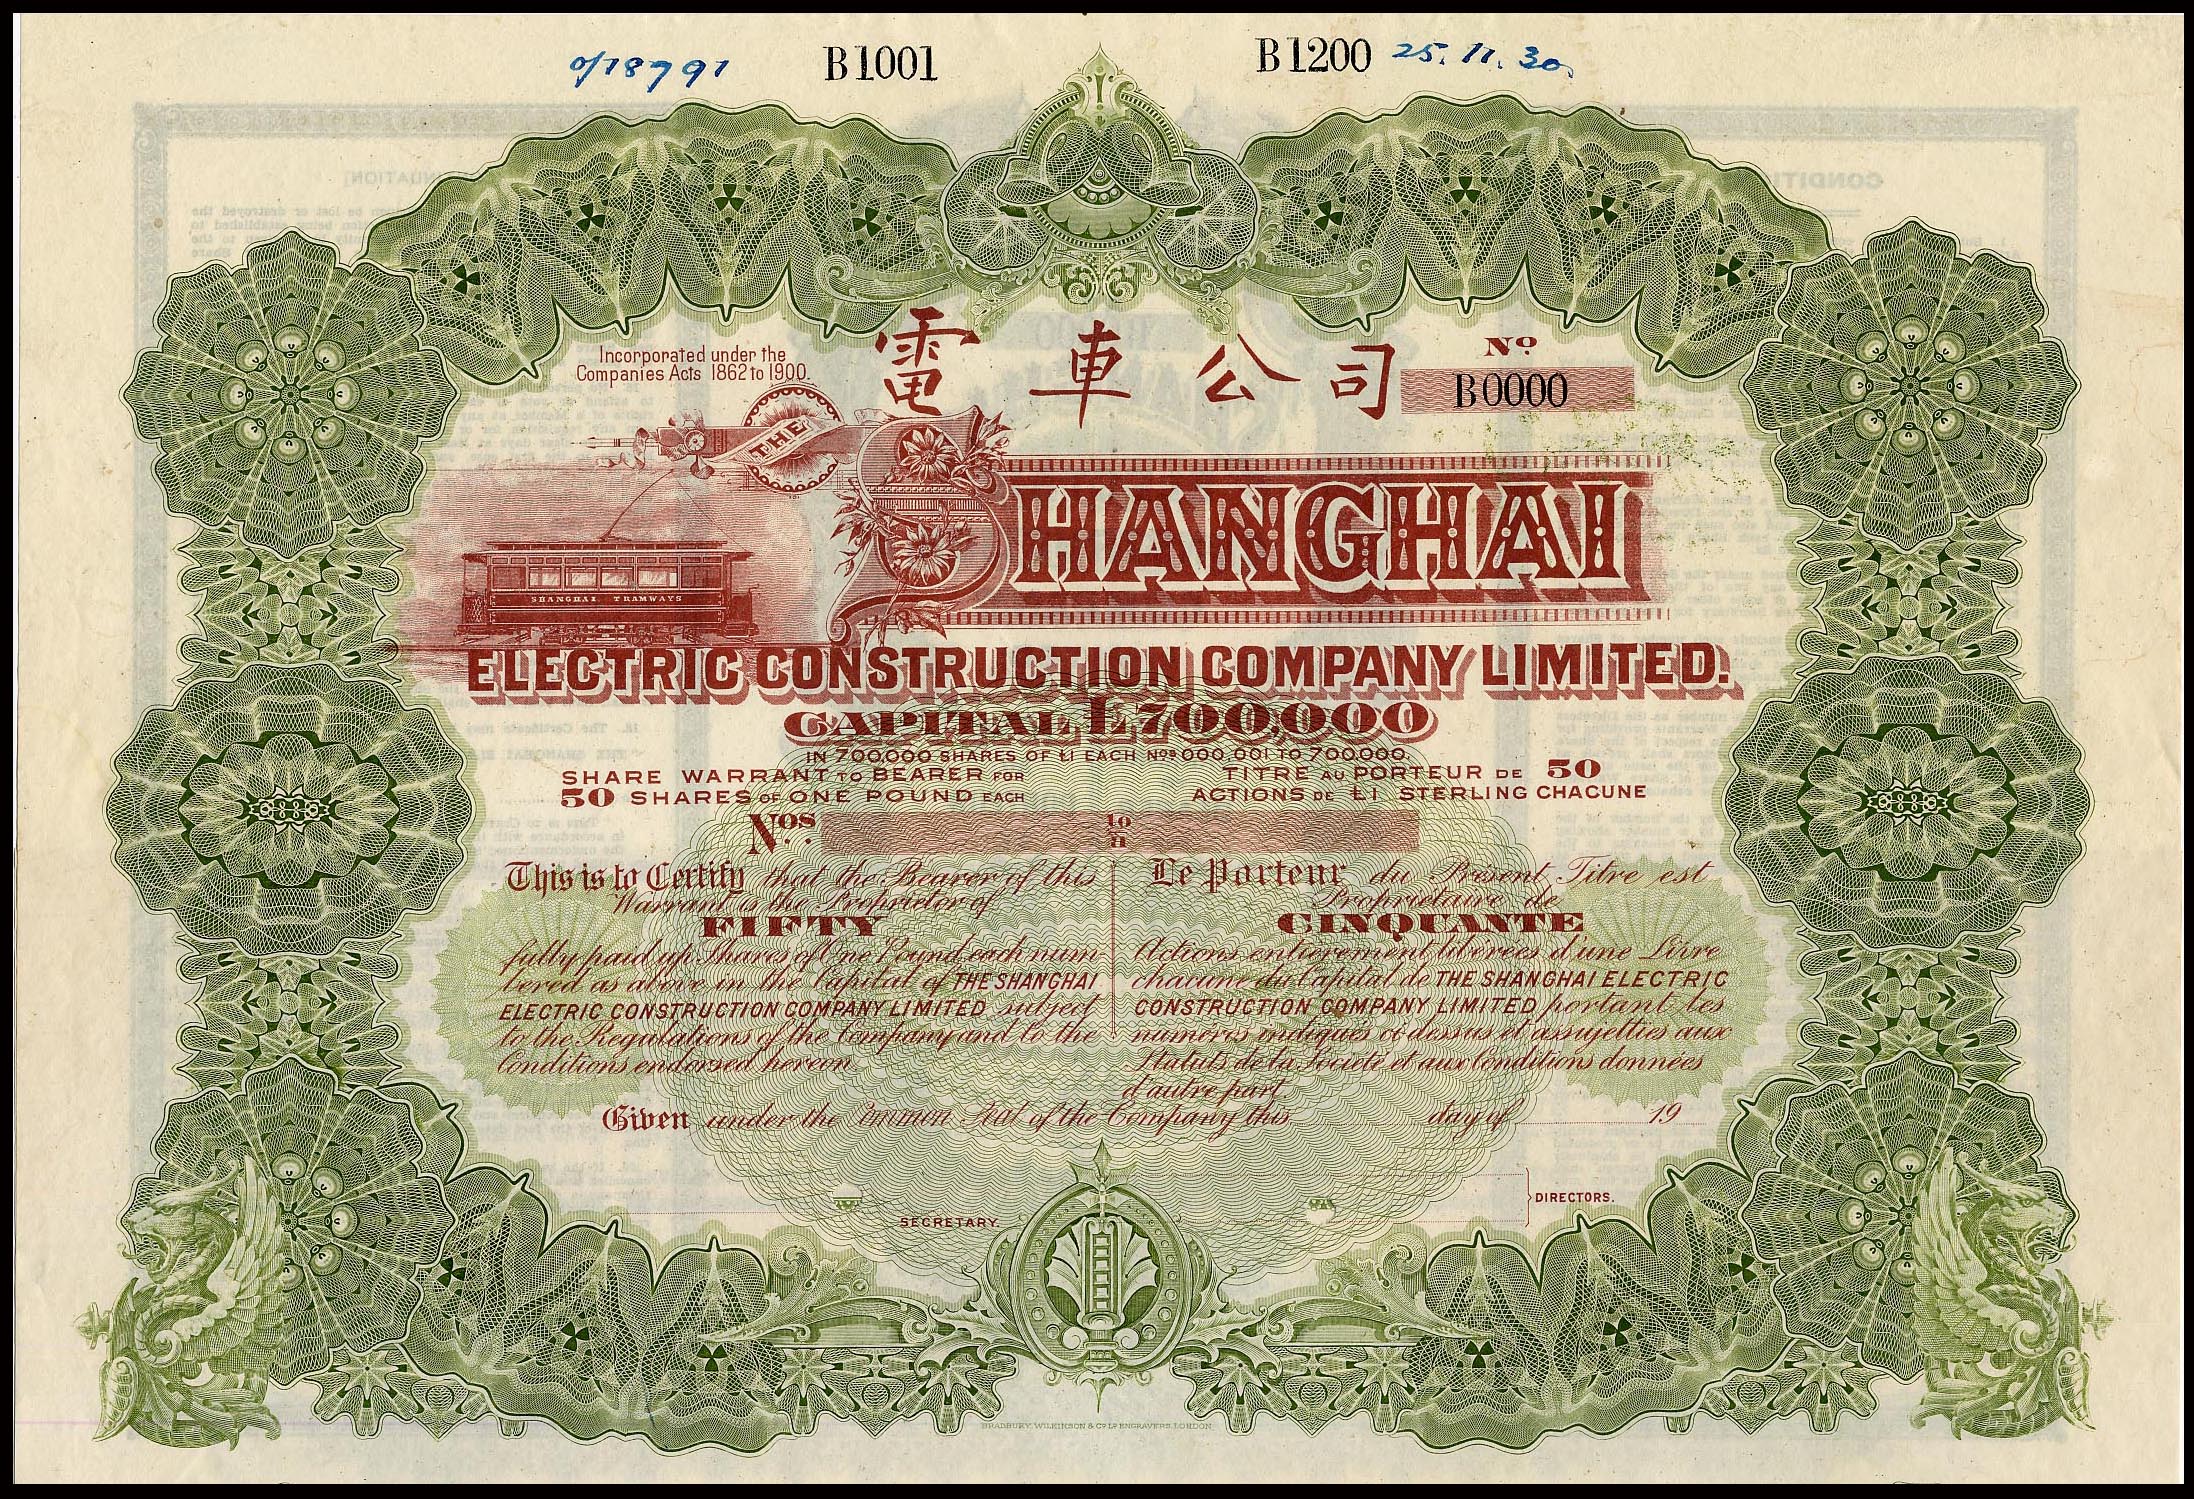 o/18791 B1001 B1200 25.11.30.
電車公司
Incorporated under the
Companies Acts 1862 to 1900.
No
B0000
THE
SHANGHAI
SHANGHAI TRAMWAYS
ELECTRIC CONSTRUCTION COMPANY LIMITED.
CAPITAL £700,000
IN 700,000 SHARES OF £1 EACH Nos 000,001 TO 700,000.
SHARE WARRANT TO BEARER FOR
50 SHARES OF ONE POUND EACH
TITRE AU PORTEUR DE 50
ACTIONS DE £1 STERLING CHACUNE
Nos. to
a
This is to Certify that the Bearer of this
Warrant is the Proprietor of
FIFTY
fully paid up Shares of One Pound each num-
bered as above in the Capital of THE SHANGHAI
ELECTRIC CONSTRUCTION COMPANY LIMITED subject
to the Regulations of the Company and to the
Conditions endorsed hereon
Le Porteur du Présent Titre est
Propriétaire de
CINQUANTE
Actions entièrement libérées d'une Livre
chacune du Capital de THE SHANGHAI ELECTRIC
CONSTRUCTION COMPANY LIMITED portant les
numéros indiqués ci dessus et assujetties aux
Statuts de la Société et aux Conditions données
d'autre part
Given under the Common Seal of the Company this day of 19
DIRECTORS.
SECRETARY.
BRADBURY, WILKINSON & Co. Ld. ENGRAVERS, LONDON